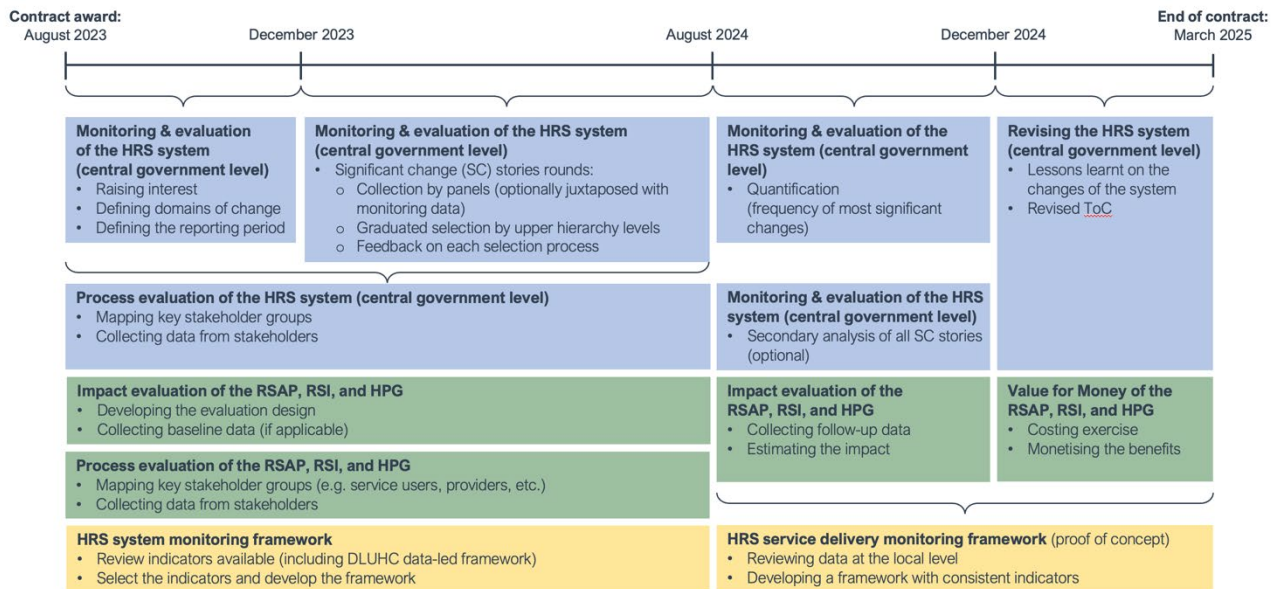 Contract award:
August 2023
December 2023
August 2024
December 2024
End of contract:
March 2025
Monitoring & evaluation
of the HRS system
(central government level)
• Raising interest
• Defining domains of change
• Defining the reporting period
Monitoring & evaluation of the HRS system
(central government level)
• Significant change (SC) stories rounds:
o Collection by panels (optionally juxtaposed with
monitoring data)
o Graduated selection by upper hierarchy levels
o Feedback on each selection process
Monitoring & evaluation of the
HRS system (central government
level)
• Quantification
(frequency of most significant
changes)
Revising the HRS system
(central government level)
• Lessons learnt on the
changes of the system
• Revised ToC
Process evaluation of the HRS system (central government level)
• Mapping key stakeholder groups
• Collecting data from stakeholders
Monitoring & evaluation of the HRS
system (central government level)
• Secondary analysis of all SC stories
(optional)
Impact evaluation of the RSAP, RSI, and HPG
• Developing the evaluation design
• Collecting baseline data (if applicable)
Impact evaluation of the
RSAP, RSI, and HPG
• Collecting follow-up data
• Estimating the impact
Value for Money of the
RSAP, RSI, and HPG
• Costing exercise
• Monetising the benefits
Process evaluation of the RSAP, RSI, and HPG
• Mapping key stakeholder groups (e.g. service users, providers, etc.)
• Collecting data from stakeholders
HRS system monitoring framework
• Review indicators available (including DLUHC data-led framework)
• Select the indicators and develop the framework
HRS service delivery monitoring framework (proof of concept)
• Reviewing data at the local level
• Developing a framework with consistent indicators